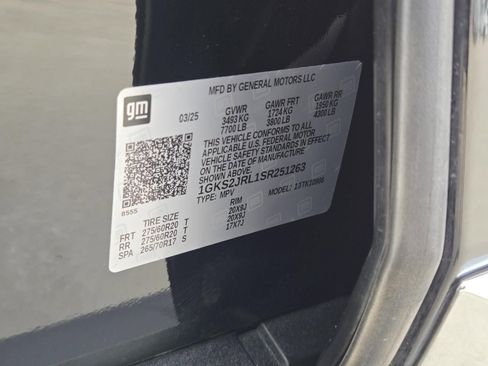 gm
MFD BY GENERAL MOTORS LLC
03/25 GVWR GAWR FRT GAWR RR
3493 KG 1724 KG 1950 KG
7700 LB 3800 LB 4300 LB
THIS VEHICLE CONFORMS TO ALL APPLICABLE
U.S. FEDERAL MOTOR
VEHICLE SAFETY STANDARDS IN EFFECT
ON THE DATE OF MANUFACTURE SHOWN ABOVE.
1GKS2JRL1SR251263
TYPE: MPV MODEL:
8555
TIRE SIZE RIM
FRT 275/60R20 T 20X9J
RR 275/60R20 T 20X9J
SPA 265/70R17 S 17X7J